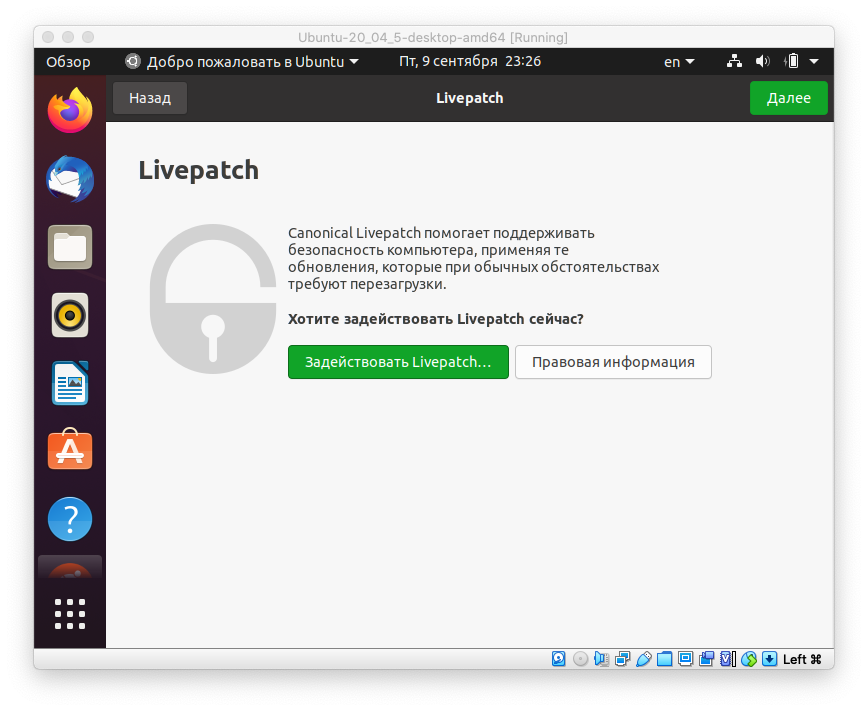 Ubuntu-20_04_5-desktop-amd64 [Running]
Обзор Добро пожаловать в Ubuntu Пт, 9 сентября 23:26 en
Назад Livepatch Далее
Livepatch
Canonical Livepatch помогает поддерживать
безопасность компьютера, применяя те
обновления, которые при обычных обстоятельствах
требуют перезагрузки.
Хотите задействовать Livepatch сейчас?
Задействовать Livepatch… Правовая информация
Left ⌘